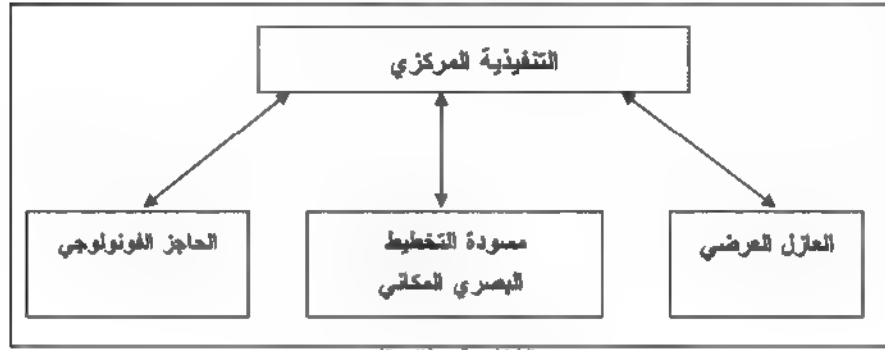 التنفيذية المركزي
العازل العرضي
مسودة التخطيط
البصري المكاني
الحاجز الفونولوجي